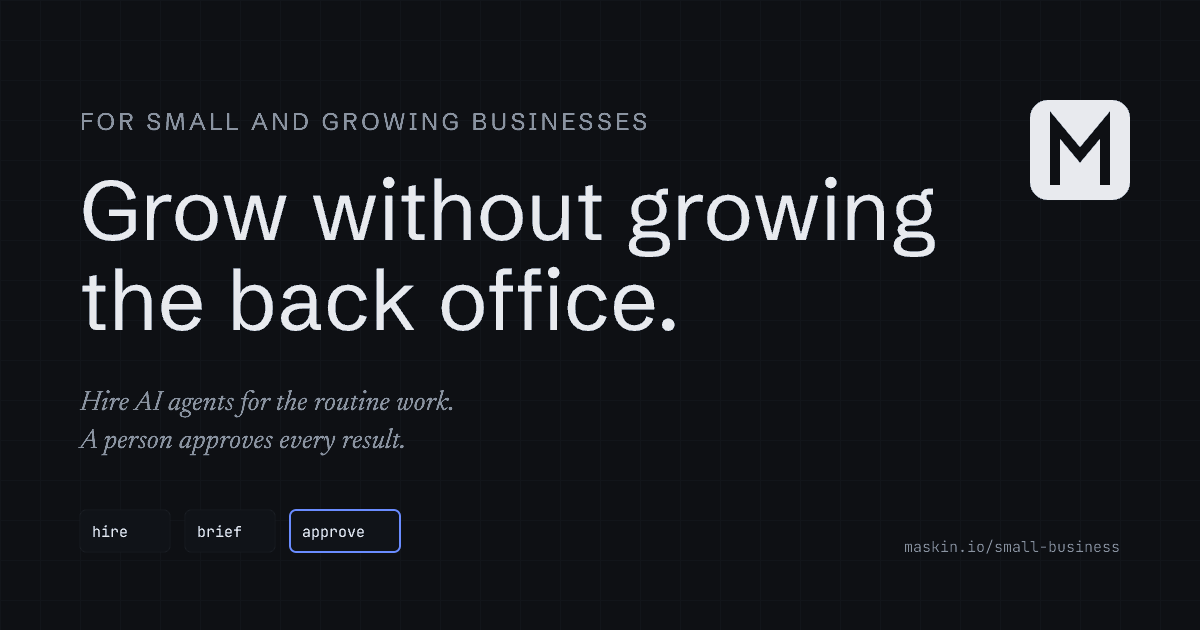 FOR SMALL AND GROWING BUSINESSES
M
Grow without growing
the back office.
Hire AI agents for the routine work.
A person approves every result.
hire
brief
approve
maskin.io/small-business